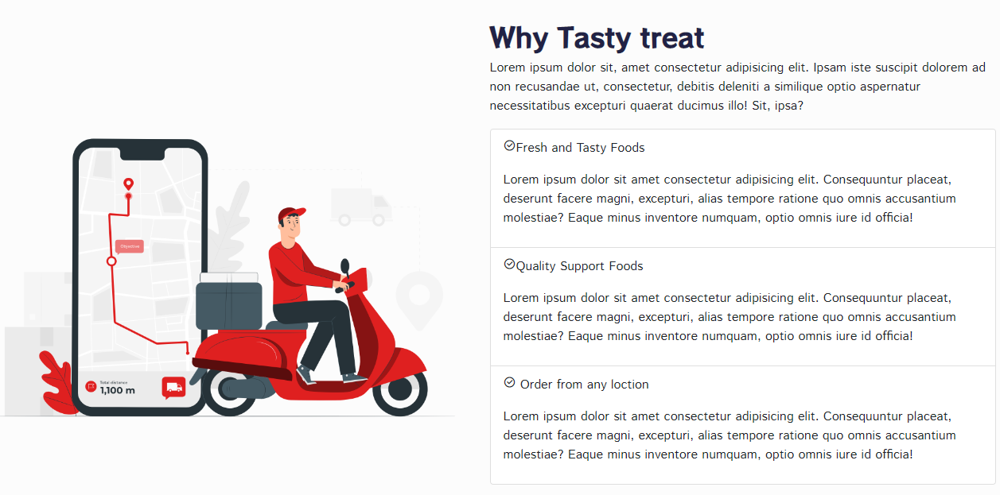 Why Tasty treat
Lorem ipsum dolor sit, amet consectetur adipisicing elit. Ipsam iste suscipit dolorem ad
non recusandae ut, consectetur, debitis deleniti a similique optio aspernatur
necessitatibus excepturi quaerat ducimus illo! Sit, ipsa?
Fresh and Tasty Foods
Lorem ipsum dolor sit amet consectetur adipisicing elit. Consequuntur placeat,
deserunt facere magni, excepturi, alias tempore ratione quo omnis accusantium
molestiae? Eaque minus inventore numquam, optio omnis iure id officia!
Quality Support Foods
Lorem ipsum dolor sit amet consectetur adipisicing elit. Consequuntur placeat,
deserunt facere magni, excepturi, alias tempore ratione quo omnis accusantium
molestiae? Eaque minus inventore numquam, optio omnis iure id officia!
Order from any loction
Lorem ipsum dolor sit amet consectetur adipisicing elit. Consequuntur placeat,
deserunt facere magni, excepturi, alias tempore ratione quo omnis accusantium
molestiae? Eaque minus inventore numquam, optio omnis iure id officia!
Objective
Total distance
1,100 m